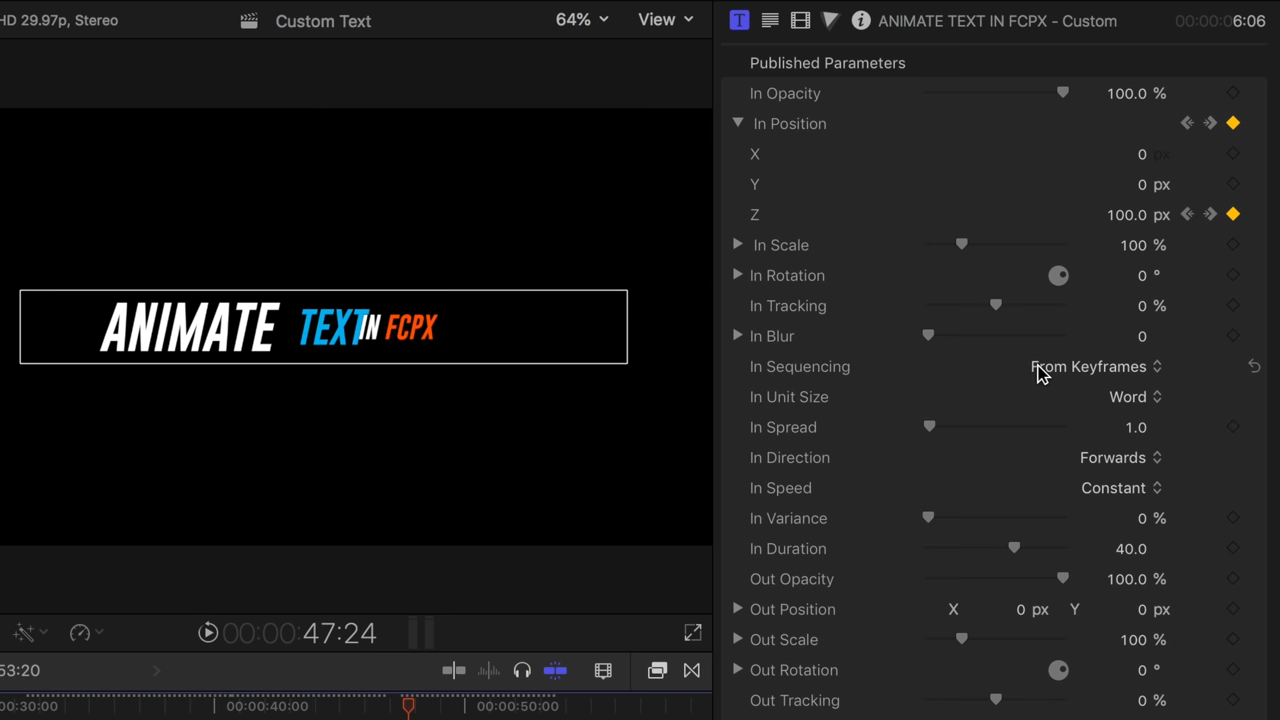 HD 29.97p, Stereo
Custom Text
64%
View
T
i
ANIMATE TEXT IN FCPX - Custom
00:00:06:06
Published Parameters
In Opacity 100.0 %
In Position
X 0 px
Y 0 px
Z 100.0 px
In Scale 100 %
In Rotation 0 °
In Tracking 0 %
In Blur 0
In Sequencing From Keyframes
In Unit Size Word
In Spread 1.0
In Direction Forwards
In Speed Constant
In Variance 0 %
In Duration 40.0
Out Opacity 100.0 %
Out Position X 0 px Y 0 px
Out Scale 100 %
Out Rotation 0 °
Out Tracking 0 %
ANIMATE TEXT IN FCPX
00:00:47:24
53:20
00:30:00
00:00:40:00
00:00:50:00